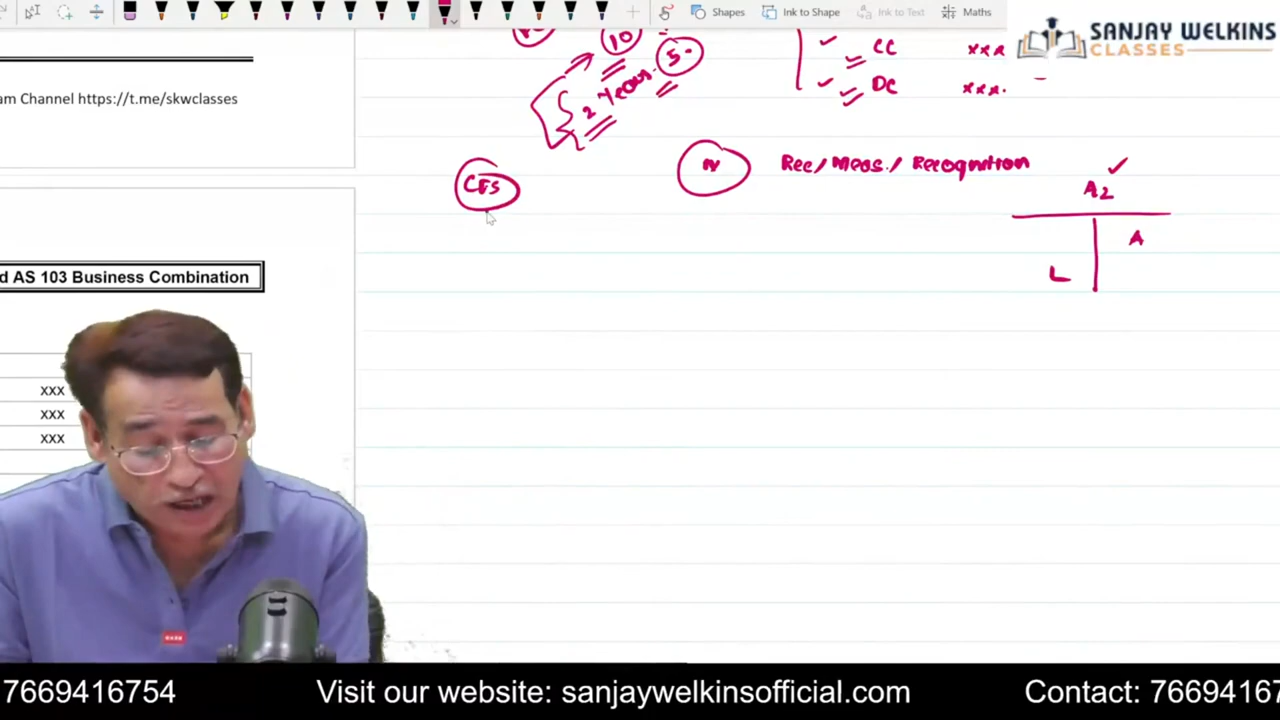 Shapes Ink to Shape Ink to Text Maths
SANJAY WELKINS
CLASSES
10
5.
2 Years.
CC xxx
DC xxx.
am Channel https://t.me/skwclasses
CFS
IV Rec/Meas./Recognition
A2
A
L
d AS 103 Business Combination
xxx
xxx
xxx
7669416754 Visit our website: sanjaywelkinsofficial.com Contact: 76694167